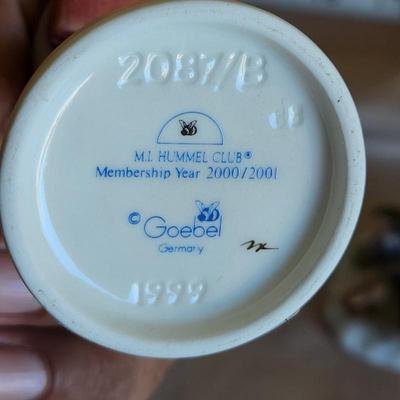 2087/B
M.I. HUMMEL CLUB®
Membership Year 2000/2001
© Goebel
Germany
1999